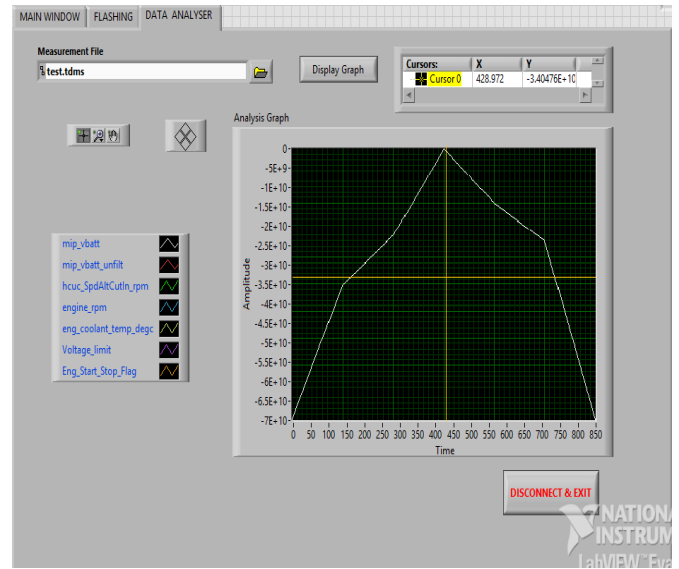 MAIN WINDOW
FLASHING
DATA ANALYSER
Measurement File
test.tdms
Display Graph
Cursors: X Y
Cursor 0 428.972 -3.40476E+10
Analysis Graph
mip_vbatt
mip_vbatt_unfilt
hcuc_SpdAltCutIn_rpm
engine_rpm
eng_coolant_temp_degc
Voltage_limit
Eng_Start_Stop_Flag
Amplitude
0
-5E+9
-1E+10
-1.5E+10
-2E+10
-2.5E+10
-3E+10
-3.5E+10
-4E+10
-4.5E+10
-5E+10
-5.5E+10
-6E+10
-6.5E+10
-7E+10
0 50 100 150 200 250 300 350 400 450 500 550 600 650 700 750 800 850
Time
DISCONNECT & EXIT
NATIONA
INSTRUM
LabVIEW™ Eva